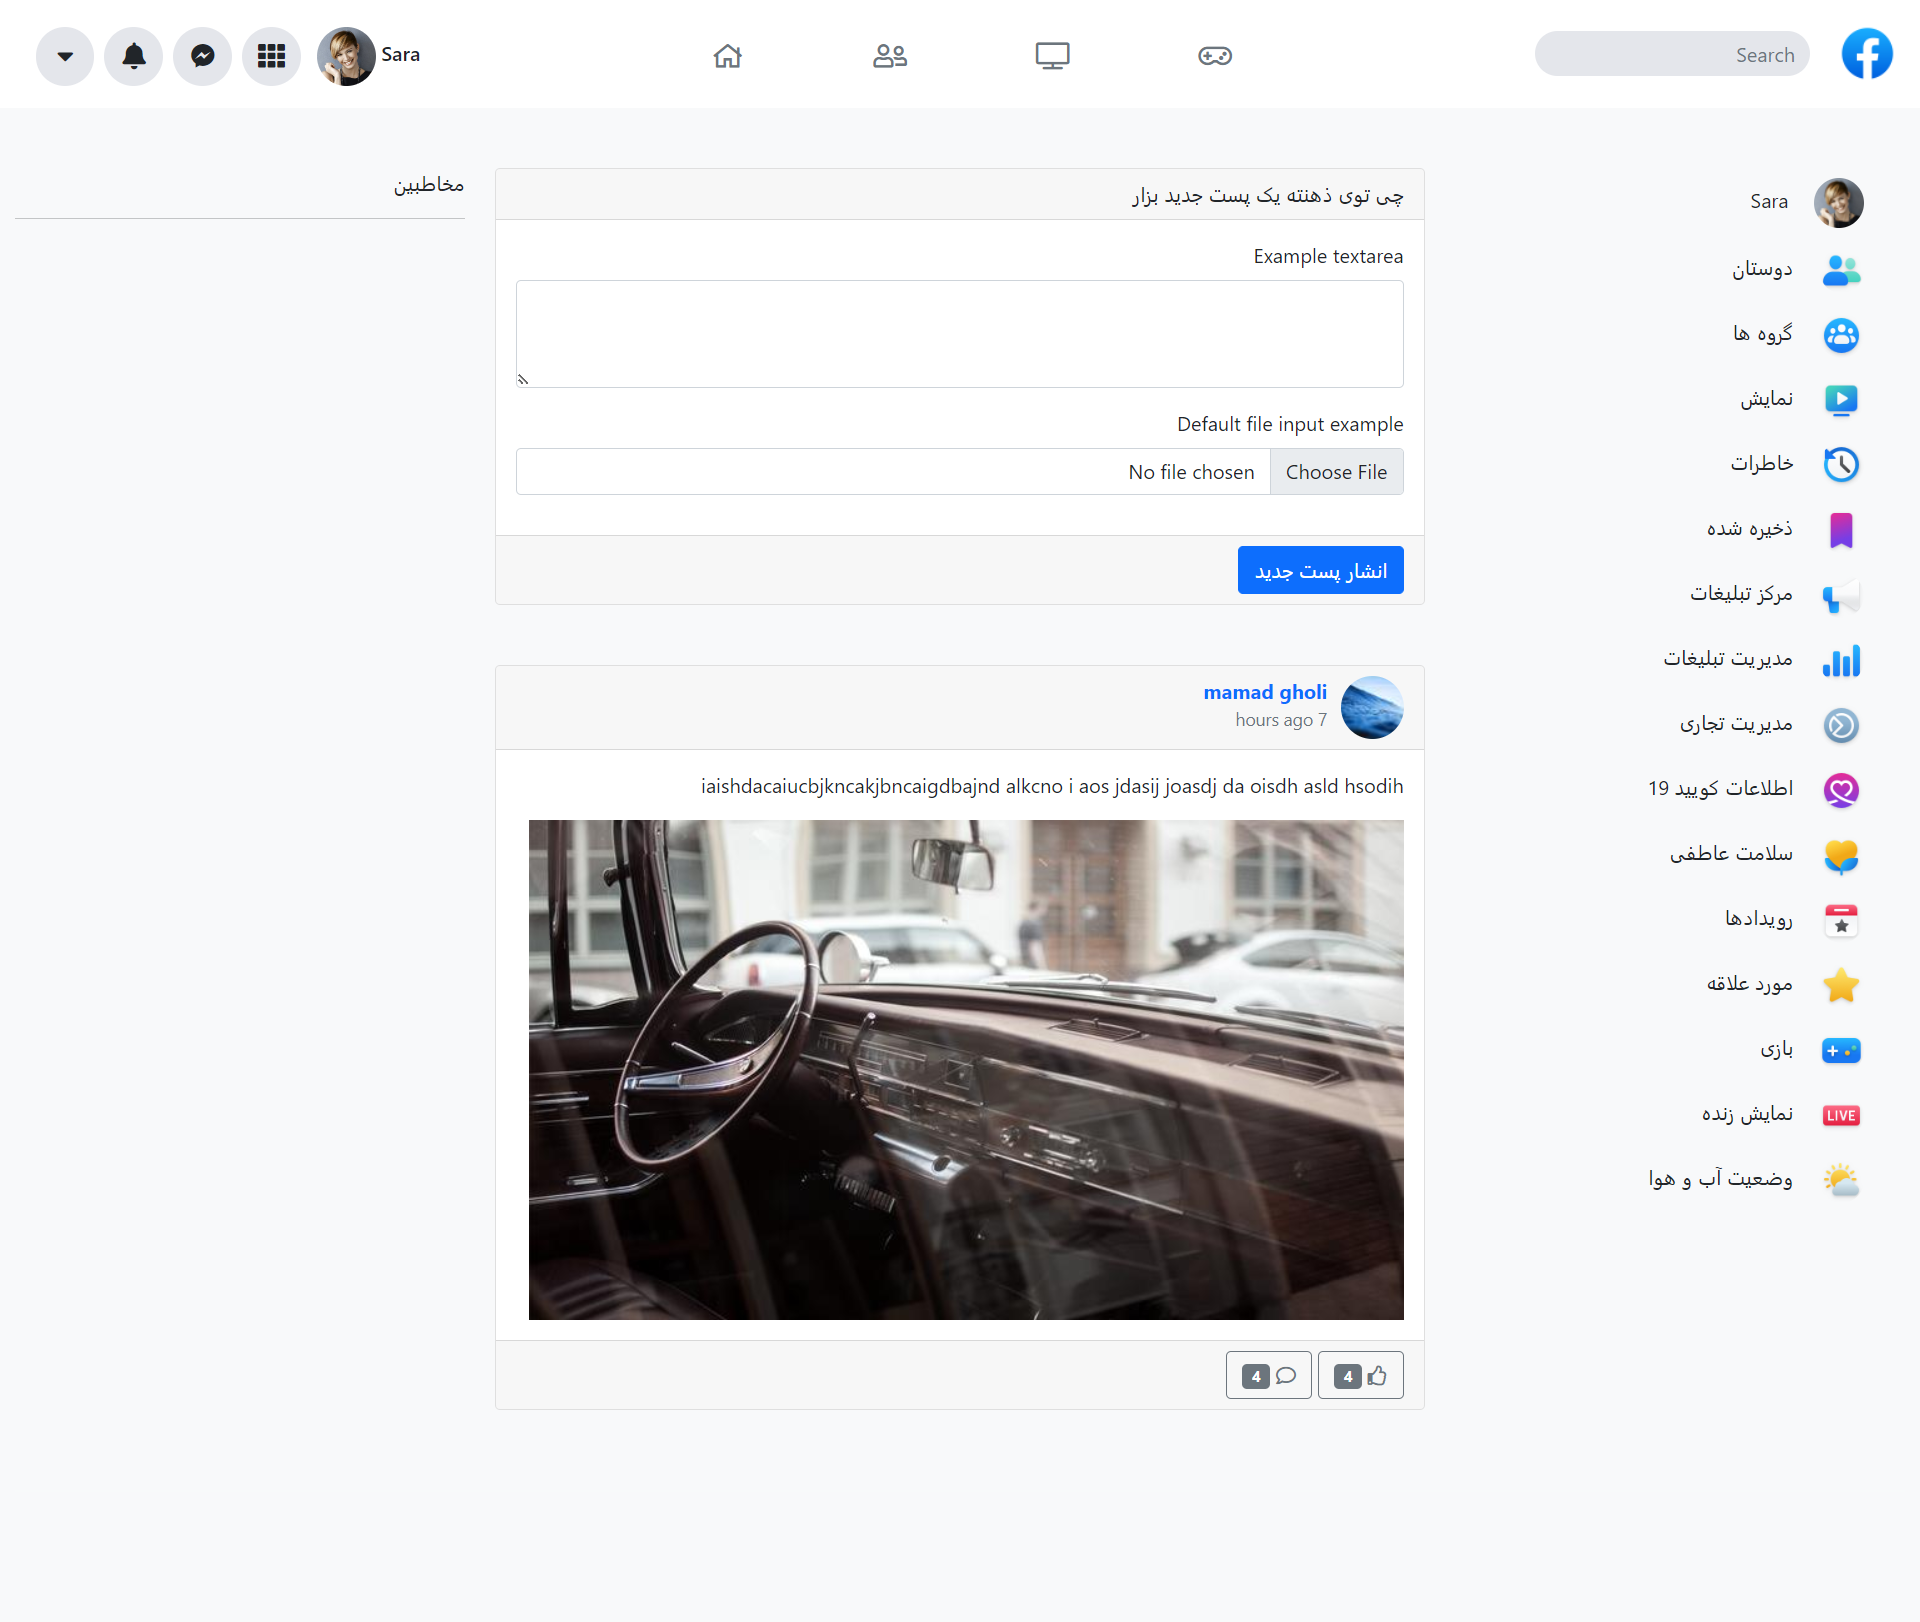 Search
Sara
Sara
دوستان
گروه ها
نمایش
خاطرات
ذخیره شده
مرکز تبلیغات
مدیریت تبلیغات
مدیریت تجاری
اطلاعات کویید 19
سلامت عاطفی
رویدادها
مورد علاقه
بازی
LIVE
نمایش زنده
وضعیت آب و هوا
چی توی ذهنته یک پست جدید بزار
Example textarea
Default file input example
Choose File
No file chosen
انشار پست جدید
mamad gholi
hours ago 7
iaishdacaiucbjkncakjbncaigdbajnd alkcno i aos jdasij joasdj da oisdh asld hsodih
4
4
مخاطبین